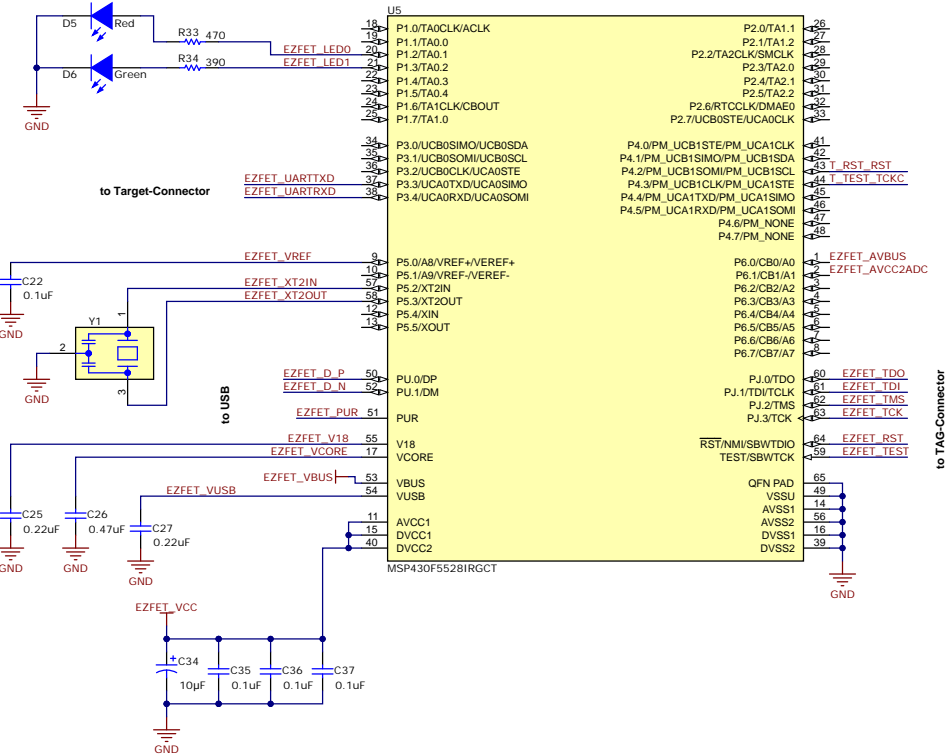 U5
D5 Red
R33 470
EZFET_LED0
D6 Green
R34 390
EZFET_LED1
GND
18 P1.0/TA0CLK/ACLK
19 P1.1/TA0.0
20 P1.2/TA0.1
21 P1.3/TA0.2
22 P1.4/TA0.3
23 P1.5/TA0.4
24 P1.6/TA1CLK/CBOUT
25 P1.7/TA1.0
P2.0/TA1.1 26
P2.1/TA1.2 27
P2.2/TA2CLK/SMCLK 28
P2.3/TA2.0 29
P2.4/TA2.1 30
P2.5/TA2.2 31
P2.6/RTCCLK/DMAE0 32
P2.7/UCB0STE/UCA0CLK 33
34 P3.0/UCB0SIMO/UCB0SDA
35 P3.1/UCB0SOMI/UCB0SCL
36 P3.2/UCB0CLK/UCA0STE
to Target-Connector
EZFET_UARTTXD 37 P3.3/UCA0TXD/UCA0SIMO
EZFET_UARTRXD 38 P3.4/UCA0RXD/UCA0SOMI
P4.0/PM_UCB1STE/PM_UCA1CLK 41
P4.1/PM_UCB1SIMO/PM_UCB1SDA 42
P4.2/PM_UCB1SOMI/PM_UCB1SCL 43 T_RST_RST
P4.3/PM_UCB1CLK/PM_UCA1STE 44 T_TEST_TCKC
P4.4/PM_UCA1TXD/PM_UCA1SIMO 45
P4.5/PM_UCA1RXD/PM_UCA1SOMI 46
P4.6/PM_NONE 47
P4.7/PM_NONE 48
EZFET_VREF 9 P5.0/A8/VREF+/VEREF+
10 P5.1/A9/VREF-/VEREF-
EZFET_XT2IN 57 P5.2/XT2IN
EZFET_XT2OUT 58 P5.3/XT2OUT
12 P5.4/XIN
13 P5.5/XOUT
C22
0.1uF
GND
Y1
1
2
3
GND
P6.0/CB0/A0 1 EZFET_AVBUS
P6.1/CB1/A1 2 EZFET_AVCC2ADC
P6.2/CB2/A2 3
P6.3/CB3/A3 4
P6.4/CB4/A4 5
P6.5/CB5/A5 6
P6.6/CB6/A6 7
P6.7/CB7/A7 8
to USB
EZFET_D_P 50 PU.0/DP
EZFET_D_N 52 PU.1/DM
EZFET_PUR 51 PUR
EZFET_V18 55 V18
EZFET_VCORE 17 VCORE
EZFET_VBUS 53 VBUS
EZFET_VUSB 54 VUSB
11 AVCC1
15 DVCC1
40 DVCC2
PJ.0/TDO 60 EZFET_TDO
PJ.1/TDI/TCLK 61 EZFET_TDI
PJ.2/TMS 62 EZFET_TMS
PJ.3/TCK 63 EZFET_TCK
RST/NMI/SBWTDIO 64 EZFET_RST
TEST/SBWTCK 59 EZFET_TEST
to TAG-Connector
QFN PAD 65
VSSU 49
AVSS1 14
AVSS2 56
DVSS1 16
DVSS2 39
GND
C25
0.22uF
GND
C26
0.47uF
GND
C27
0.22uF
GND
MSP430F5528IRGCT
EZFET_VCC
+ C34
10µF
C35
0.1uF
C36
0.1uF
C37
0.1uF
GND